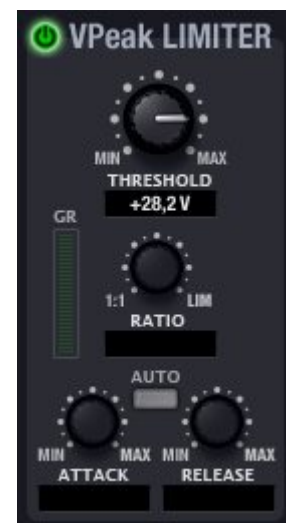 VPeak LIMITER
MIN MAX
THRESHOLD
+28,2 V
GR
1:1 LIM
RATIO
AUTO
MIN MAX MIN MAX
ATTACK RELEASE